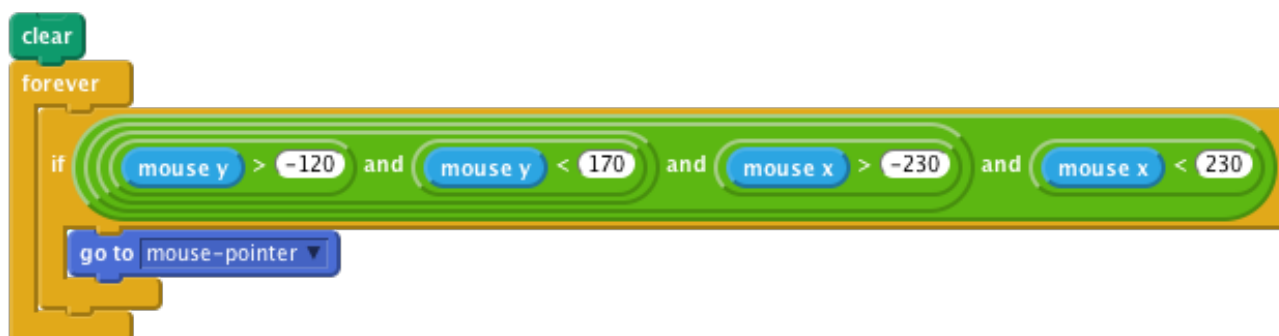 clear
forever
if mouse y > -120 and mouse y < 170 and mouse x > -230 and mouse x < 230
go to mouse-pointer